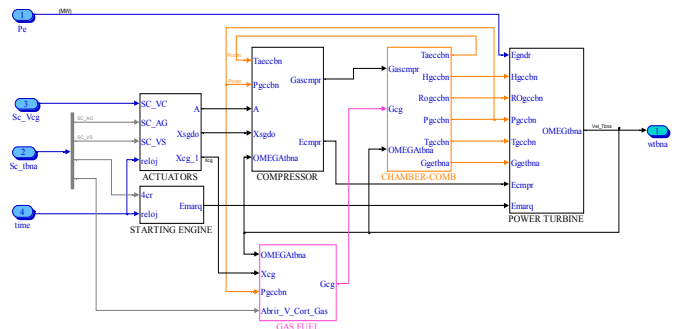 1
(MW)
Pe
3
Sc_Vcg
2
Sc_tbna
4
time
SC_AG
SC_VS
SC_VC
SC_AG
SC_VS
reloj
A
Xsgdo
Xcg_1
Xcg
ACTUATORS
4cr
reloj
Emarq
STARTING ENGINE
Taeccbn
Pgccbn
A
Xsgdo
OMEGAtbna
Gascmpr
Ecmpr
COMPRESSOR
OMEGAtbna
Xcg
Pgccbn
Abrir_V_Cort_Gas
Gcg
GAS FUEL
Gascmpr
Gcg
OMEGAtbna
Taeccbn
Hgccbn
Rogccbn
Pgccbn
Tgccbn
Ggetbna
CHAMBER-COMB
Egndr
Hgccbn
ROgccbn
Pgccbn
Tgccbn
Ggetbna
Ecmpr
Emarq
OMEGtbna
POWER TURBINE
Vel_Tbna
1
wtbna